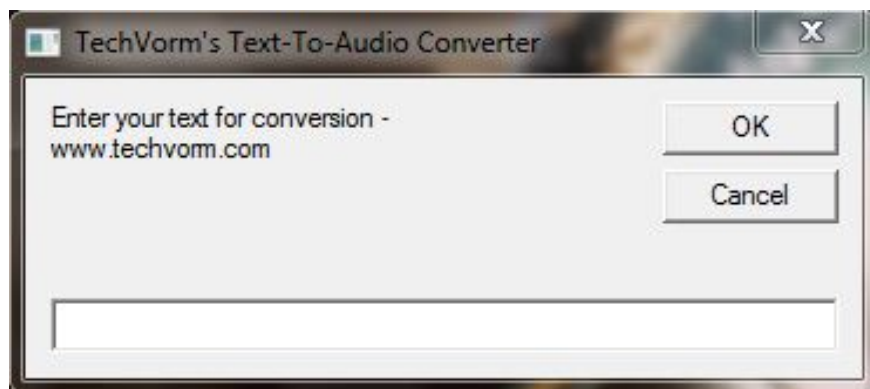 TechVorm's Text-To-Audio Converter
X
Enter your text for conversion -
www.techvorm.com
OK
Cancel